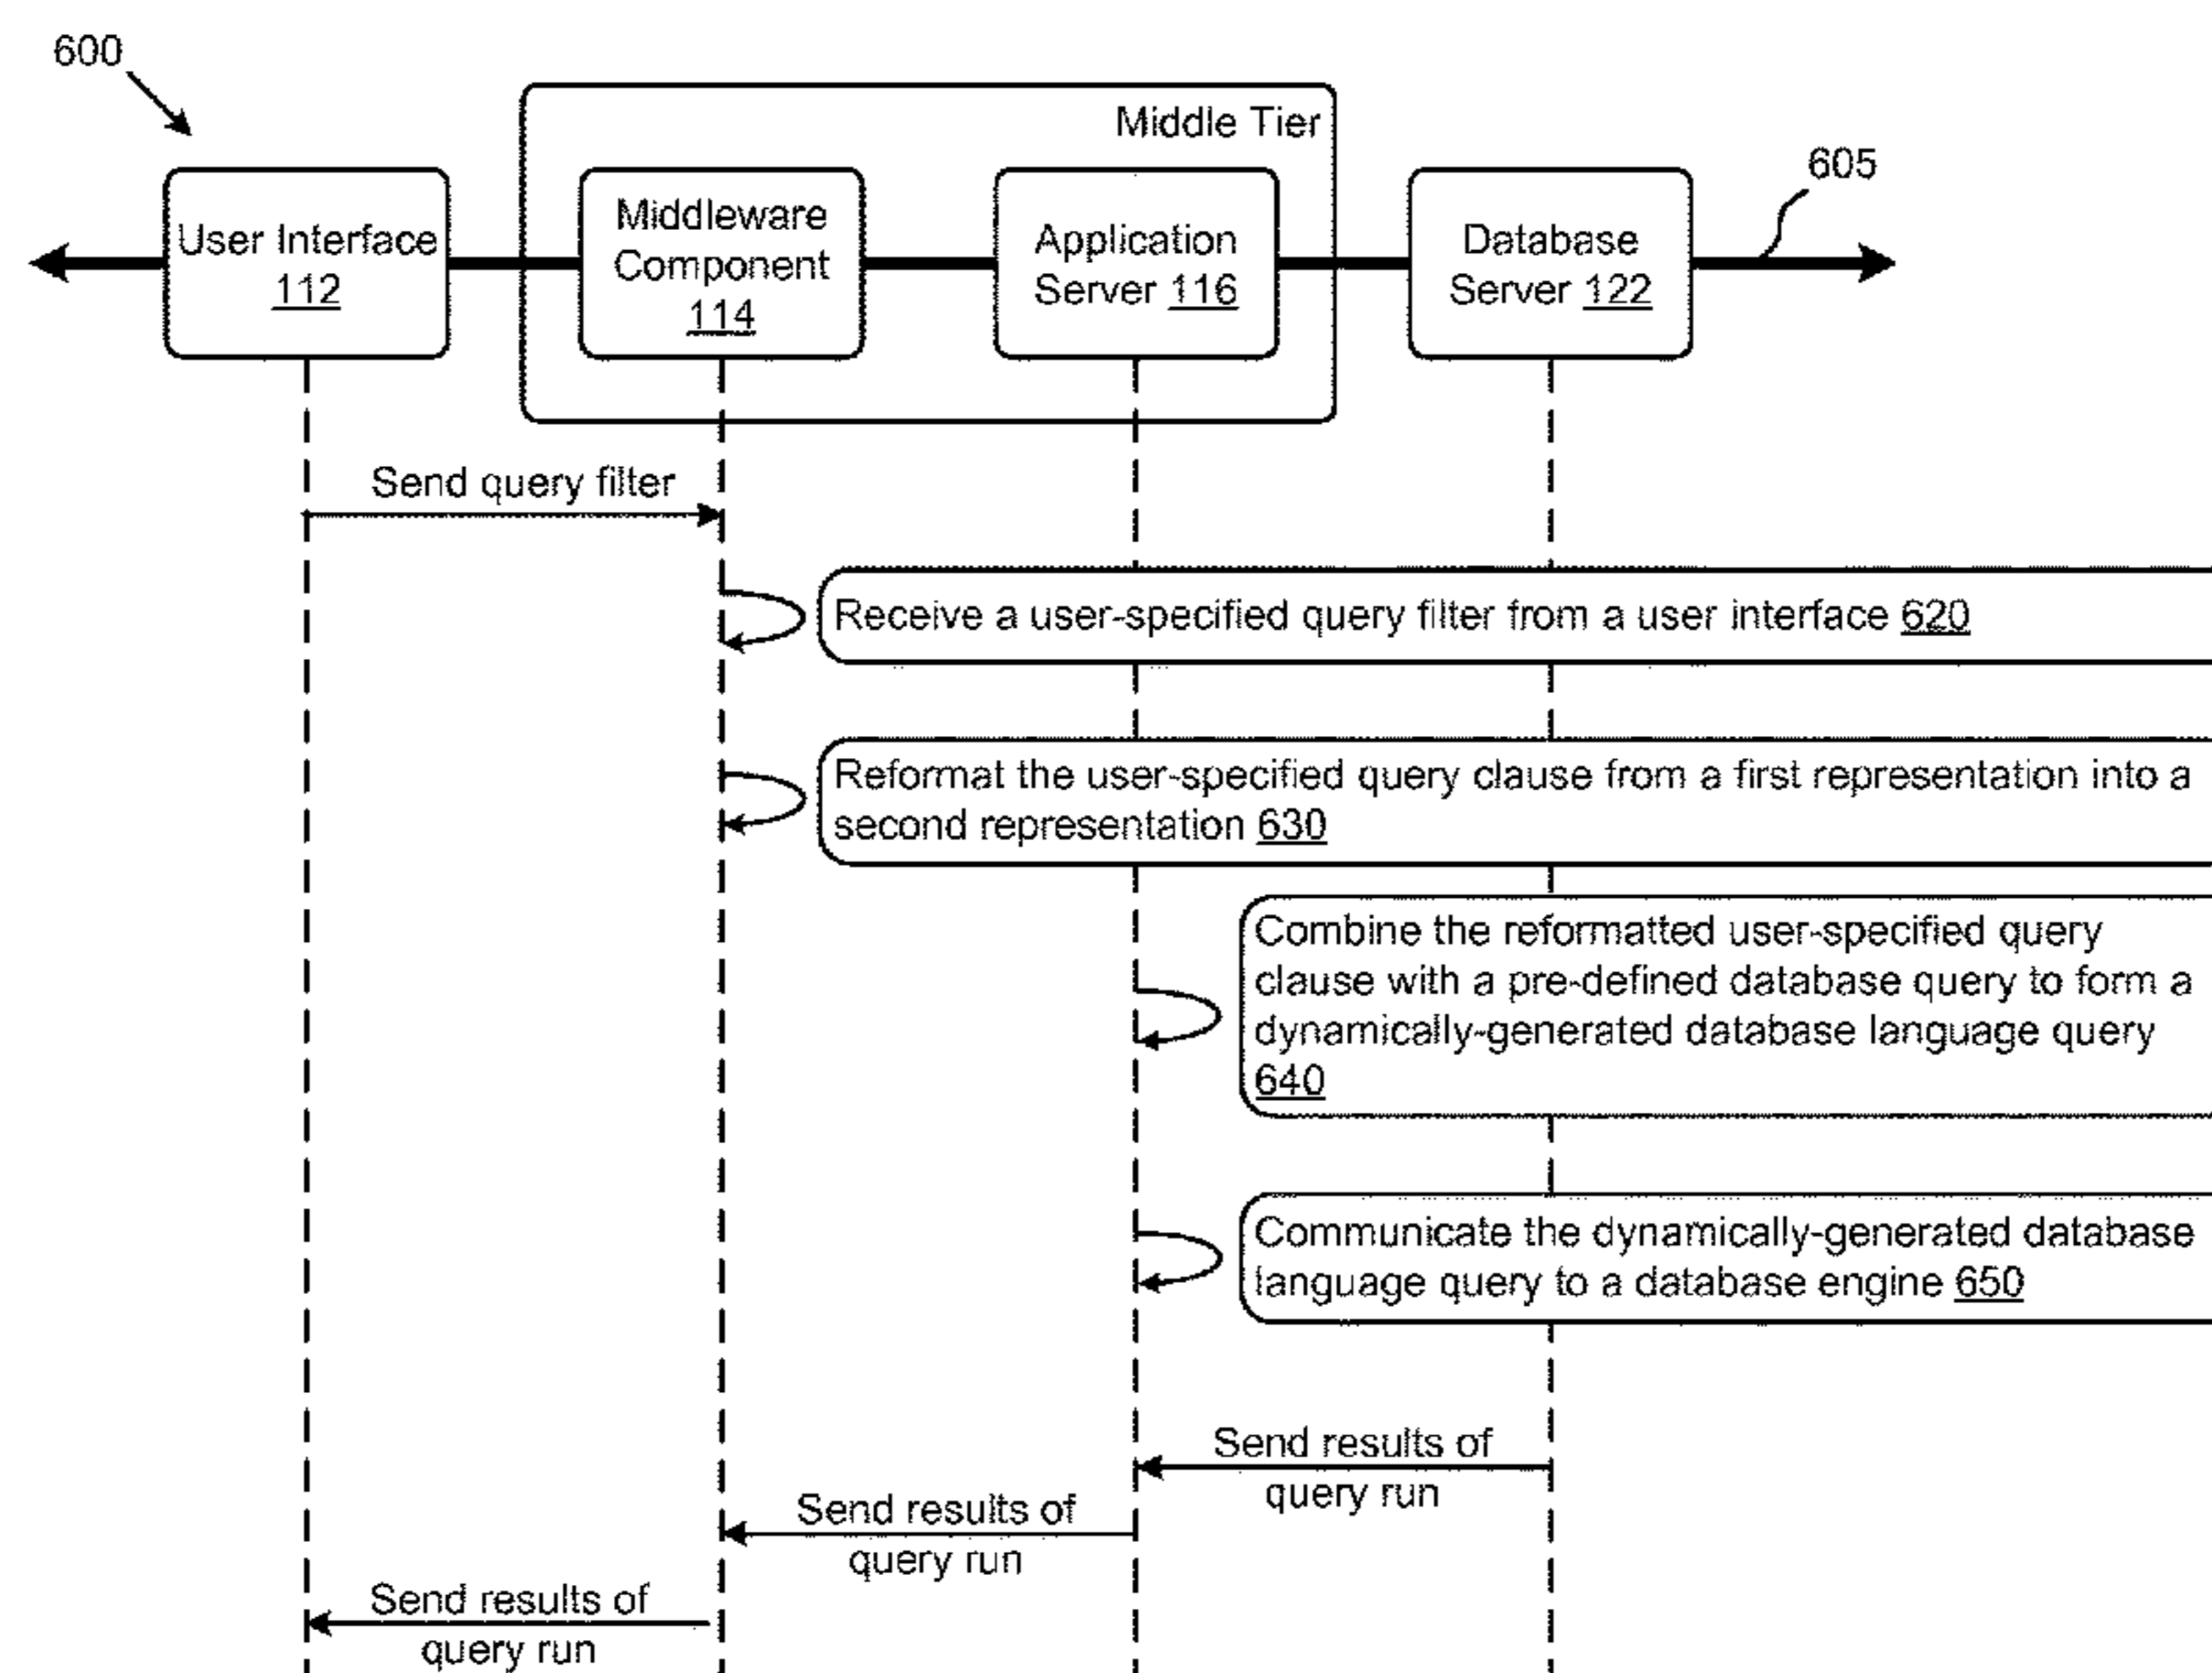 600
Middle Tier
605
User Interface
112
Middleware
Component
114
Application
Server 116
Database
Server 122
Send query filter
Receive a user-specified query filter from a user interface 620
Reformat the user-specified query clause from a first representation into a
second representation 630
Combine the reformatted user-specified query
clause with a pre-defined database query to form a
dynamically-generated database language query
640
Communicate the dynamically-generated database
language query to a database engine 650
Send results of
query run
Send results of
query run
Send results of
query run